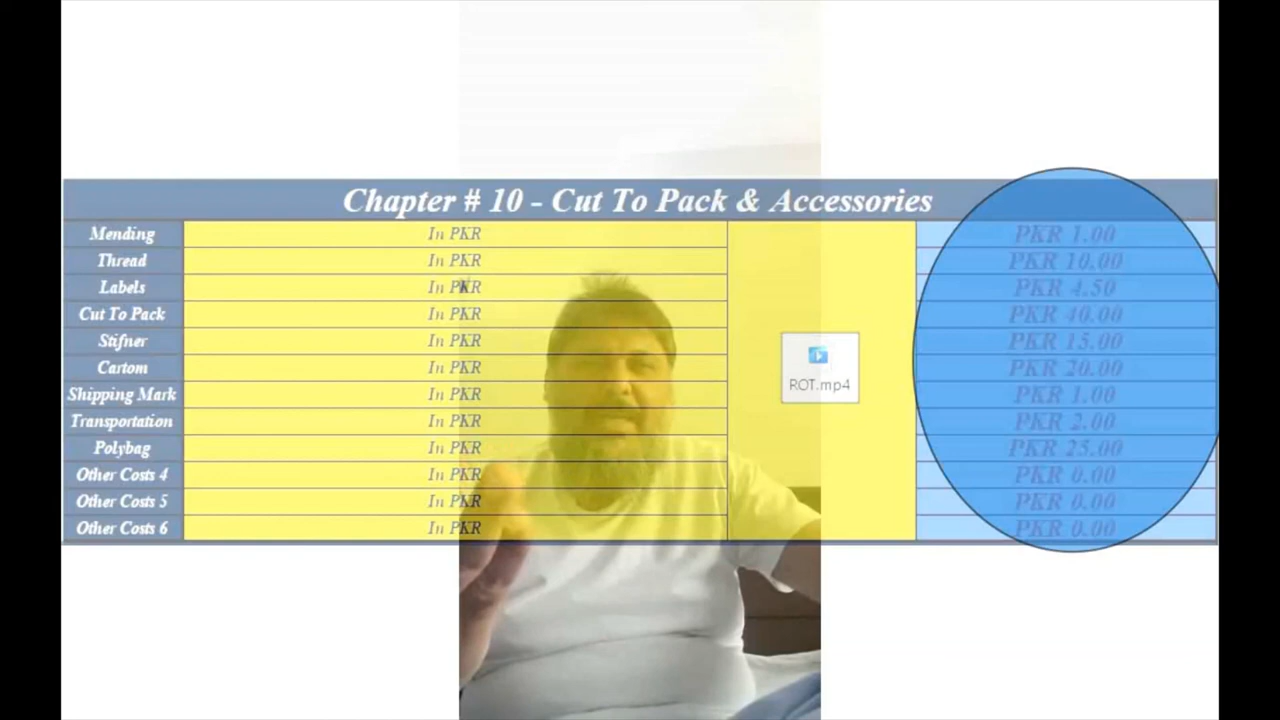 Chapter # 10 - Cut To Pack & Accessories
Mending In PKR PKR 1.00
Thread In PKR PKR 10.00
Labels In PKR PKR 4.50
Cut To Pack In PKR PKR 40.00
Stifner In PKR PKR 15.00
Cartom In PKR PKR 20.00
ROT.mp4
Shipping Mark In PKR PKR 1.00
Transportation In PKR PKR 2.00
Polybag In PKR PKR 25.00
Other Costs 4 In PKR PKR 0.00
Other Costs 5 In PKR PKR 0.00
Other Costs 6 In PKR PKR 0.00